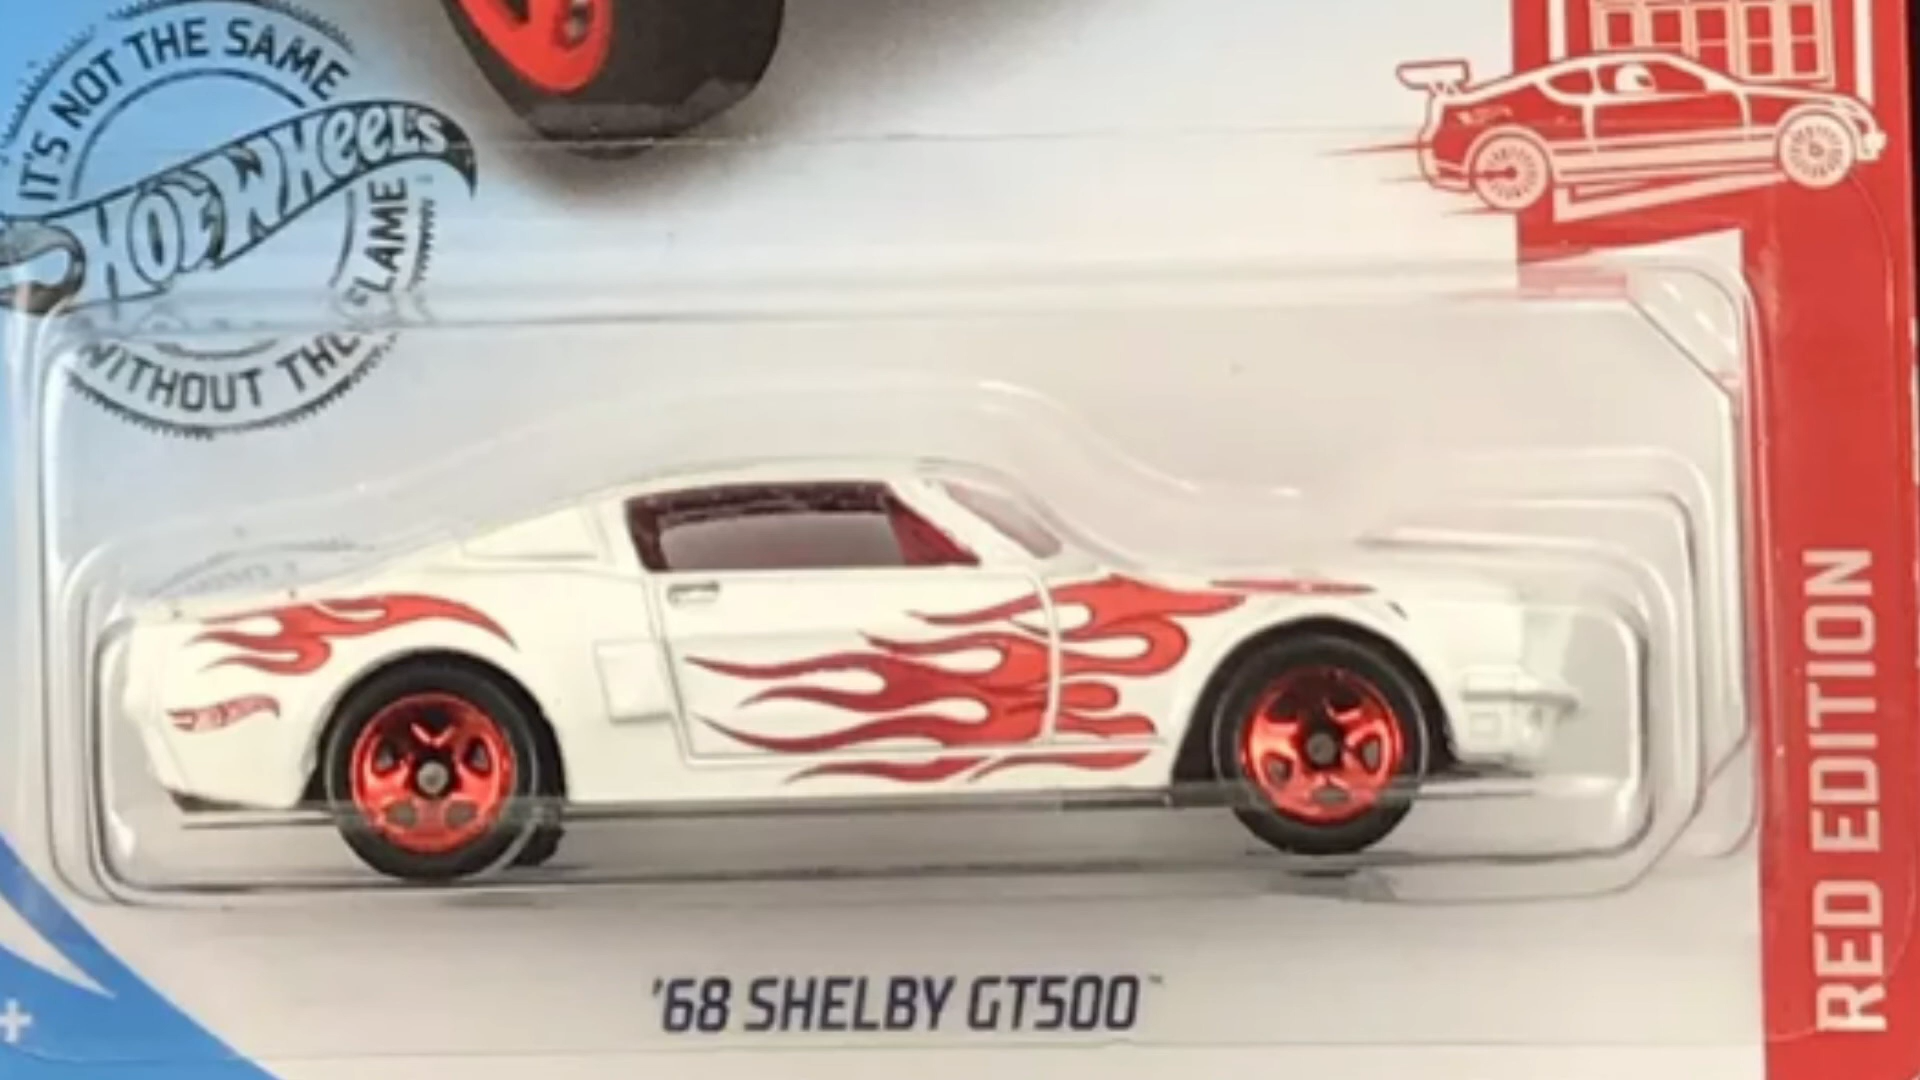 IT'S NOT THE SAME
Hot Wheels
WITHOUT THE FLAME
'68 SHELBY GT500™
RED EDITION
+